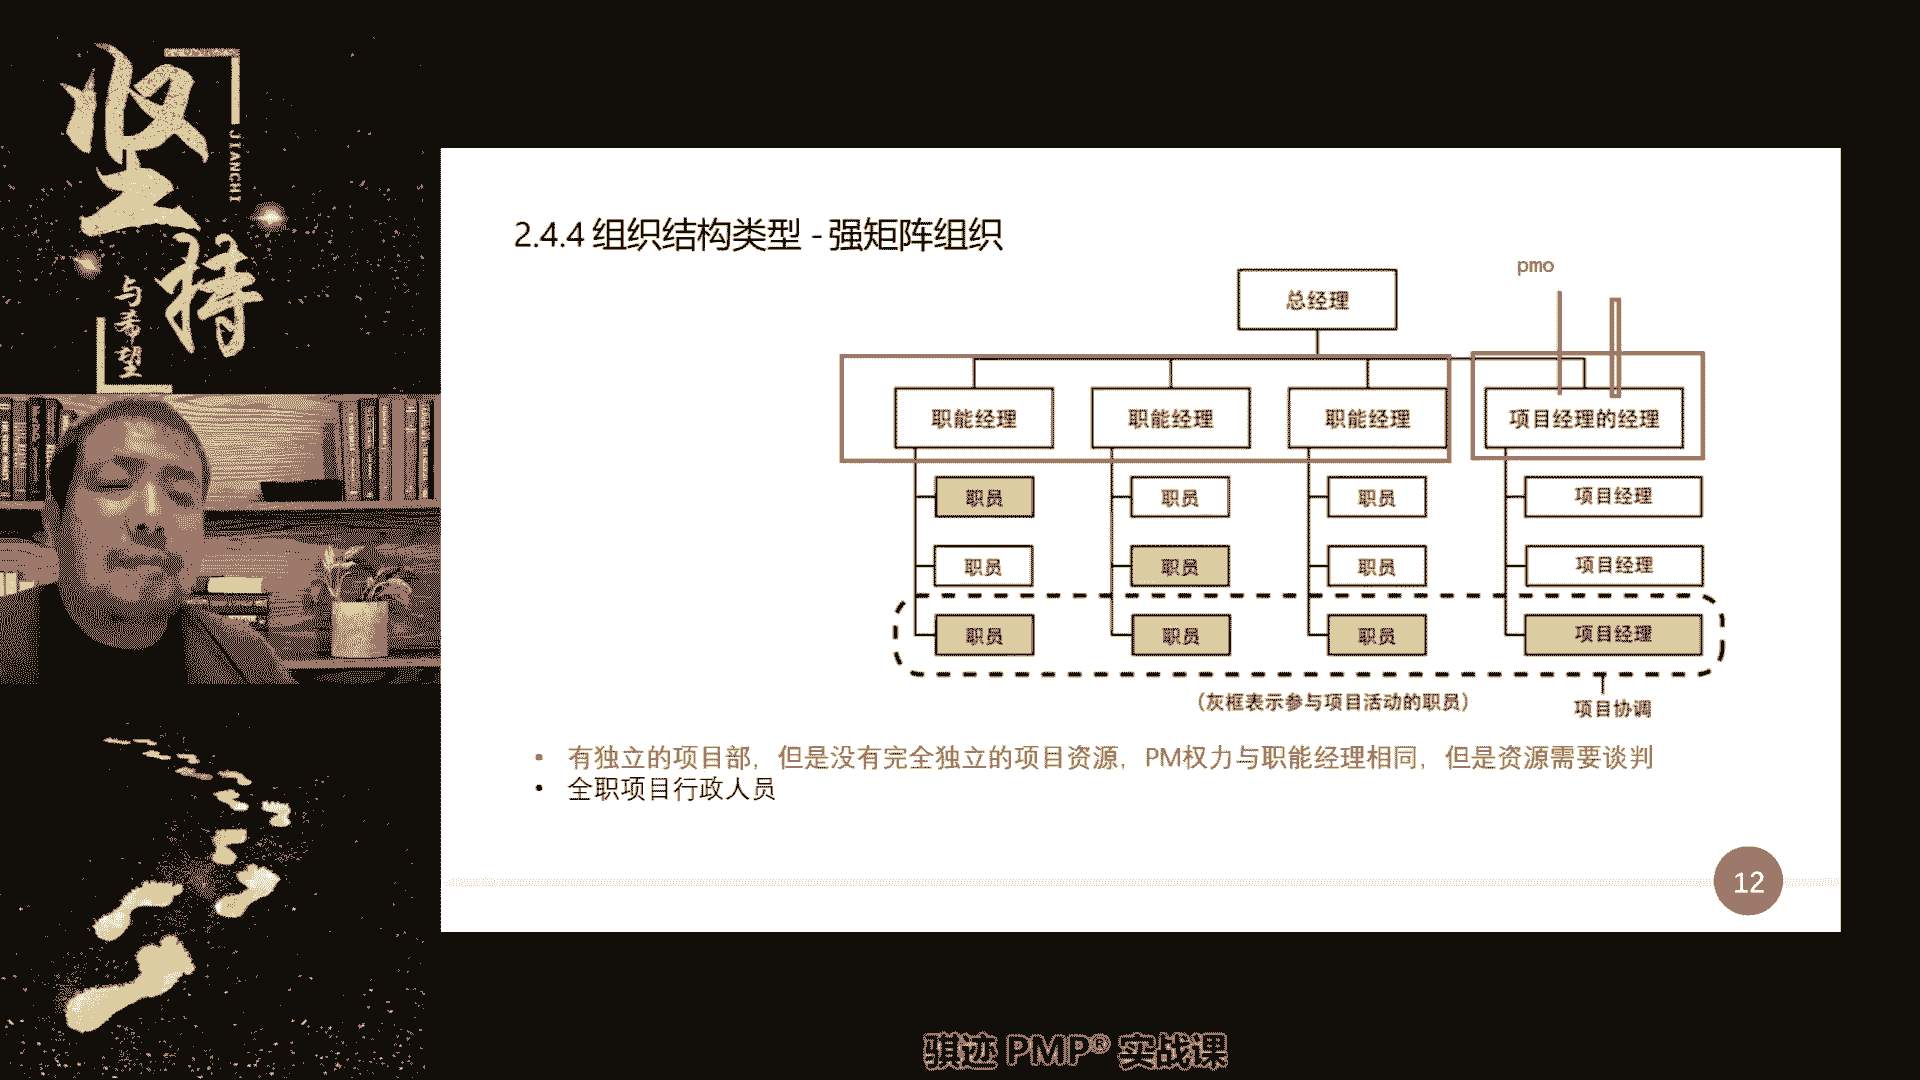 坚持
JIANCHI
与希望
2.4.4 组织结构类型 - 强矩阵组织
pmo
总经理
职能经理 职能经理 职能经理 项目经理的经理
职员 职员 职员 项目经理
职员 职员 职员 项目经理
职员 职员 职员 项目经理
(灰框表示参与项目活动的职员)
项目协调
• 有独立的项目部，但是没有完全独立的项目资源，PM权力与职能经理相同，但是资源需要谈判
• 全职项目行政人员
12
骐迹 PMP® 实战课